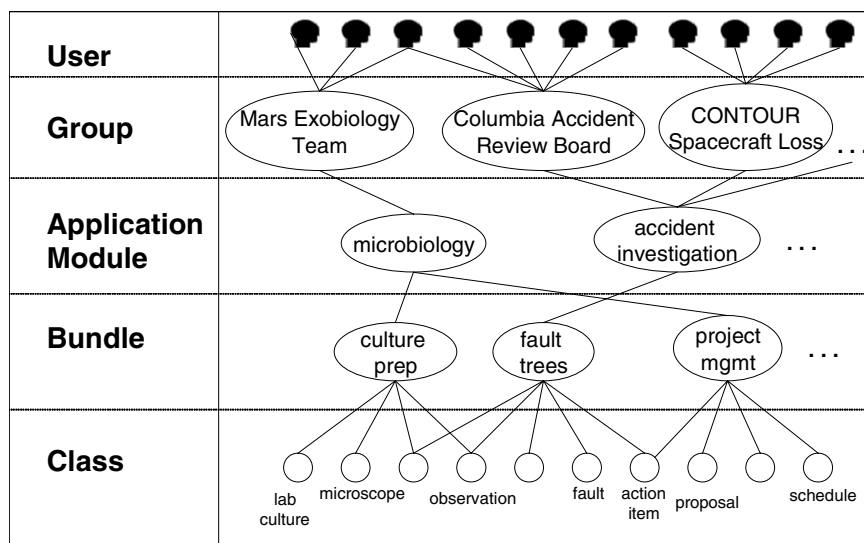 User
Group
Mars Exobiology
Team
Columbia Accident
Review Board
CONTOUR
Spacecraft Loss
...
Application
Module
microbiology
accident
investigation
...
Bundle
culture
prep
fault
trees
project
mgmt
...
Class
lab
culture
microscope
observation
fault
action
item
proposal
schedule